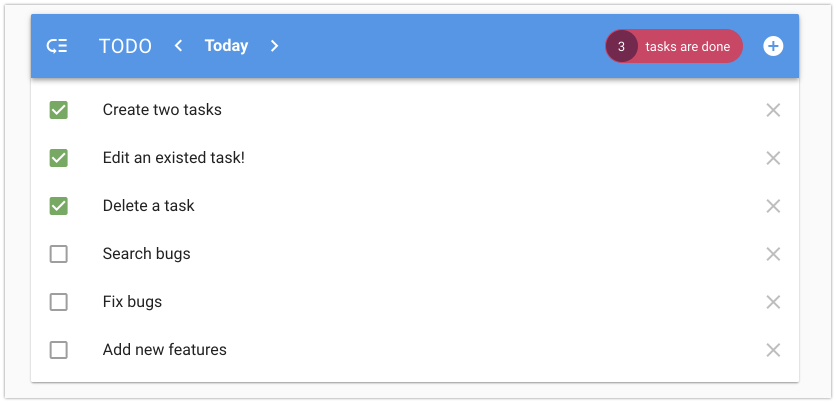 TODO Today 3 tasks are done
Create two tasks
Edit an existed task!
Delete a task
Search bugs
Fix bugs
Add new features